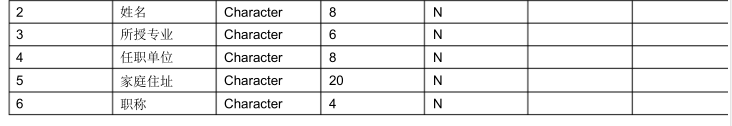 2 姓名 Character 8 N
3 所授专业 Character 6 N
4 任职单位 Character 8 N
5 家庭住址 Character 20 N
6 职称 Character 4 N